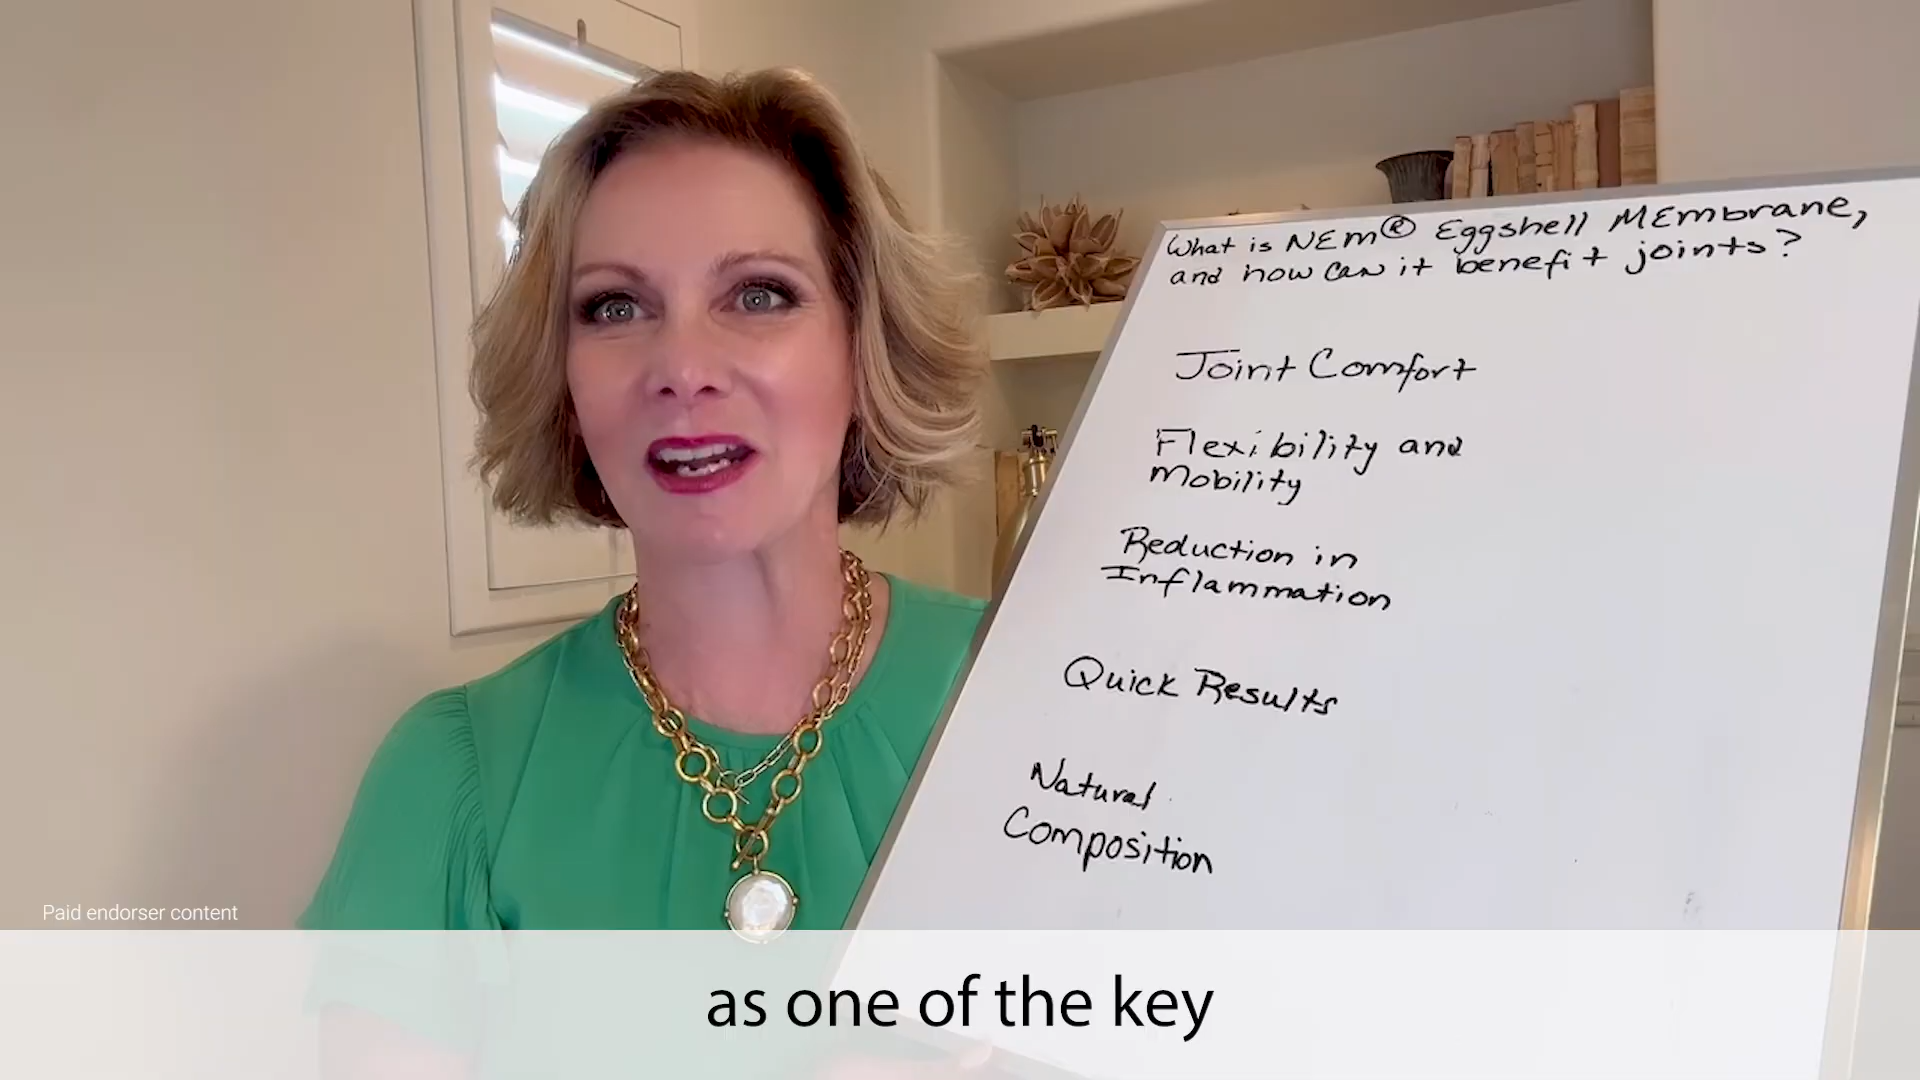 What is NEM® Eggshell MEmbrane,
and how can it benefit joints?
Joint Comfort
Flexibility and
Mobility
Reduction in
Inflammation
Quick Results
Natural
Composition
Paid endorser content
as one of the key